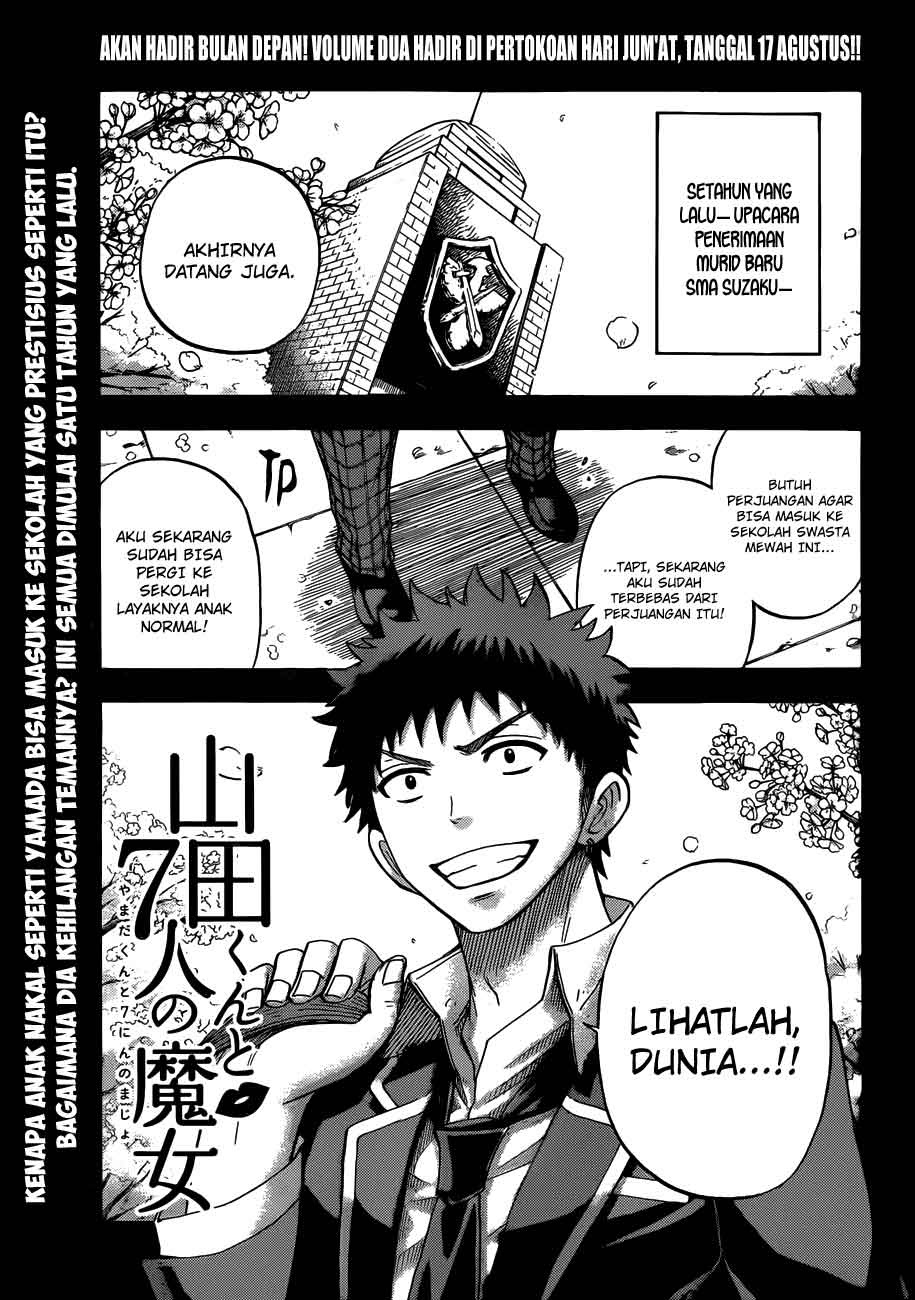 AKAN HADIR BULAN DEPAN! VOLUME DUA HADIR DI PERTOKOAN HARI JUM'AT, TANGGAL 17 AGUSTUS!!
KENAPA ANAK NAKAL SEPERTI YAMADA BISA MASUK KE SEKOLAH YANG PRESTISIUS SEPERTI ITU?
BAGAIMANA DIA KEHILANGAN TEMANNYA? INI SEMUA DIMULAI SATU TAHUN YANG LALU.
SETAHUN YANG
LALU— UPACARA
PENERIMAAN
MURID BARU
SMA SUZAKU—
AKHIRNYA
DATANG JUGA.
BUTUH
PERJUANGAN AGAR
BISA MASUK KE
SEKOLAH SWASTA
MEWAH INI...
...TAPI, SEKARANG
AKU SUDAH
TERBEBAS DARI
PERJUANGAN ITU!
TP
AKU SEKARANG
SUDAH BISA
PERGI KE
SEKOLAH
LAYAKNYA ANAK
NORMAL!
山田くんと
7人の魔女
やまだくんと7にんのまじょ
LIHATLAH,
DUNIA...!!